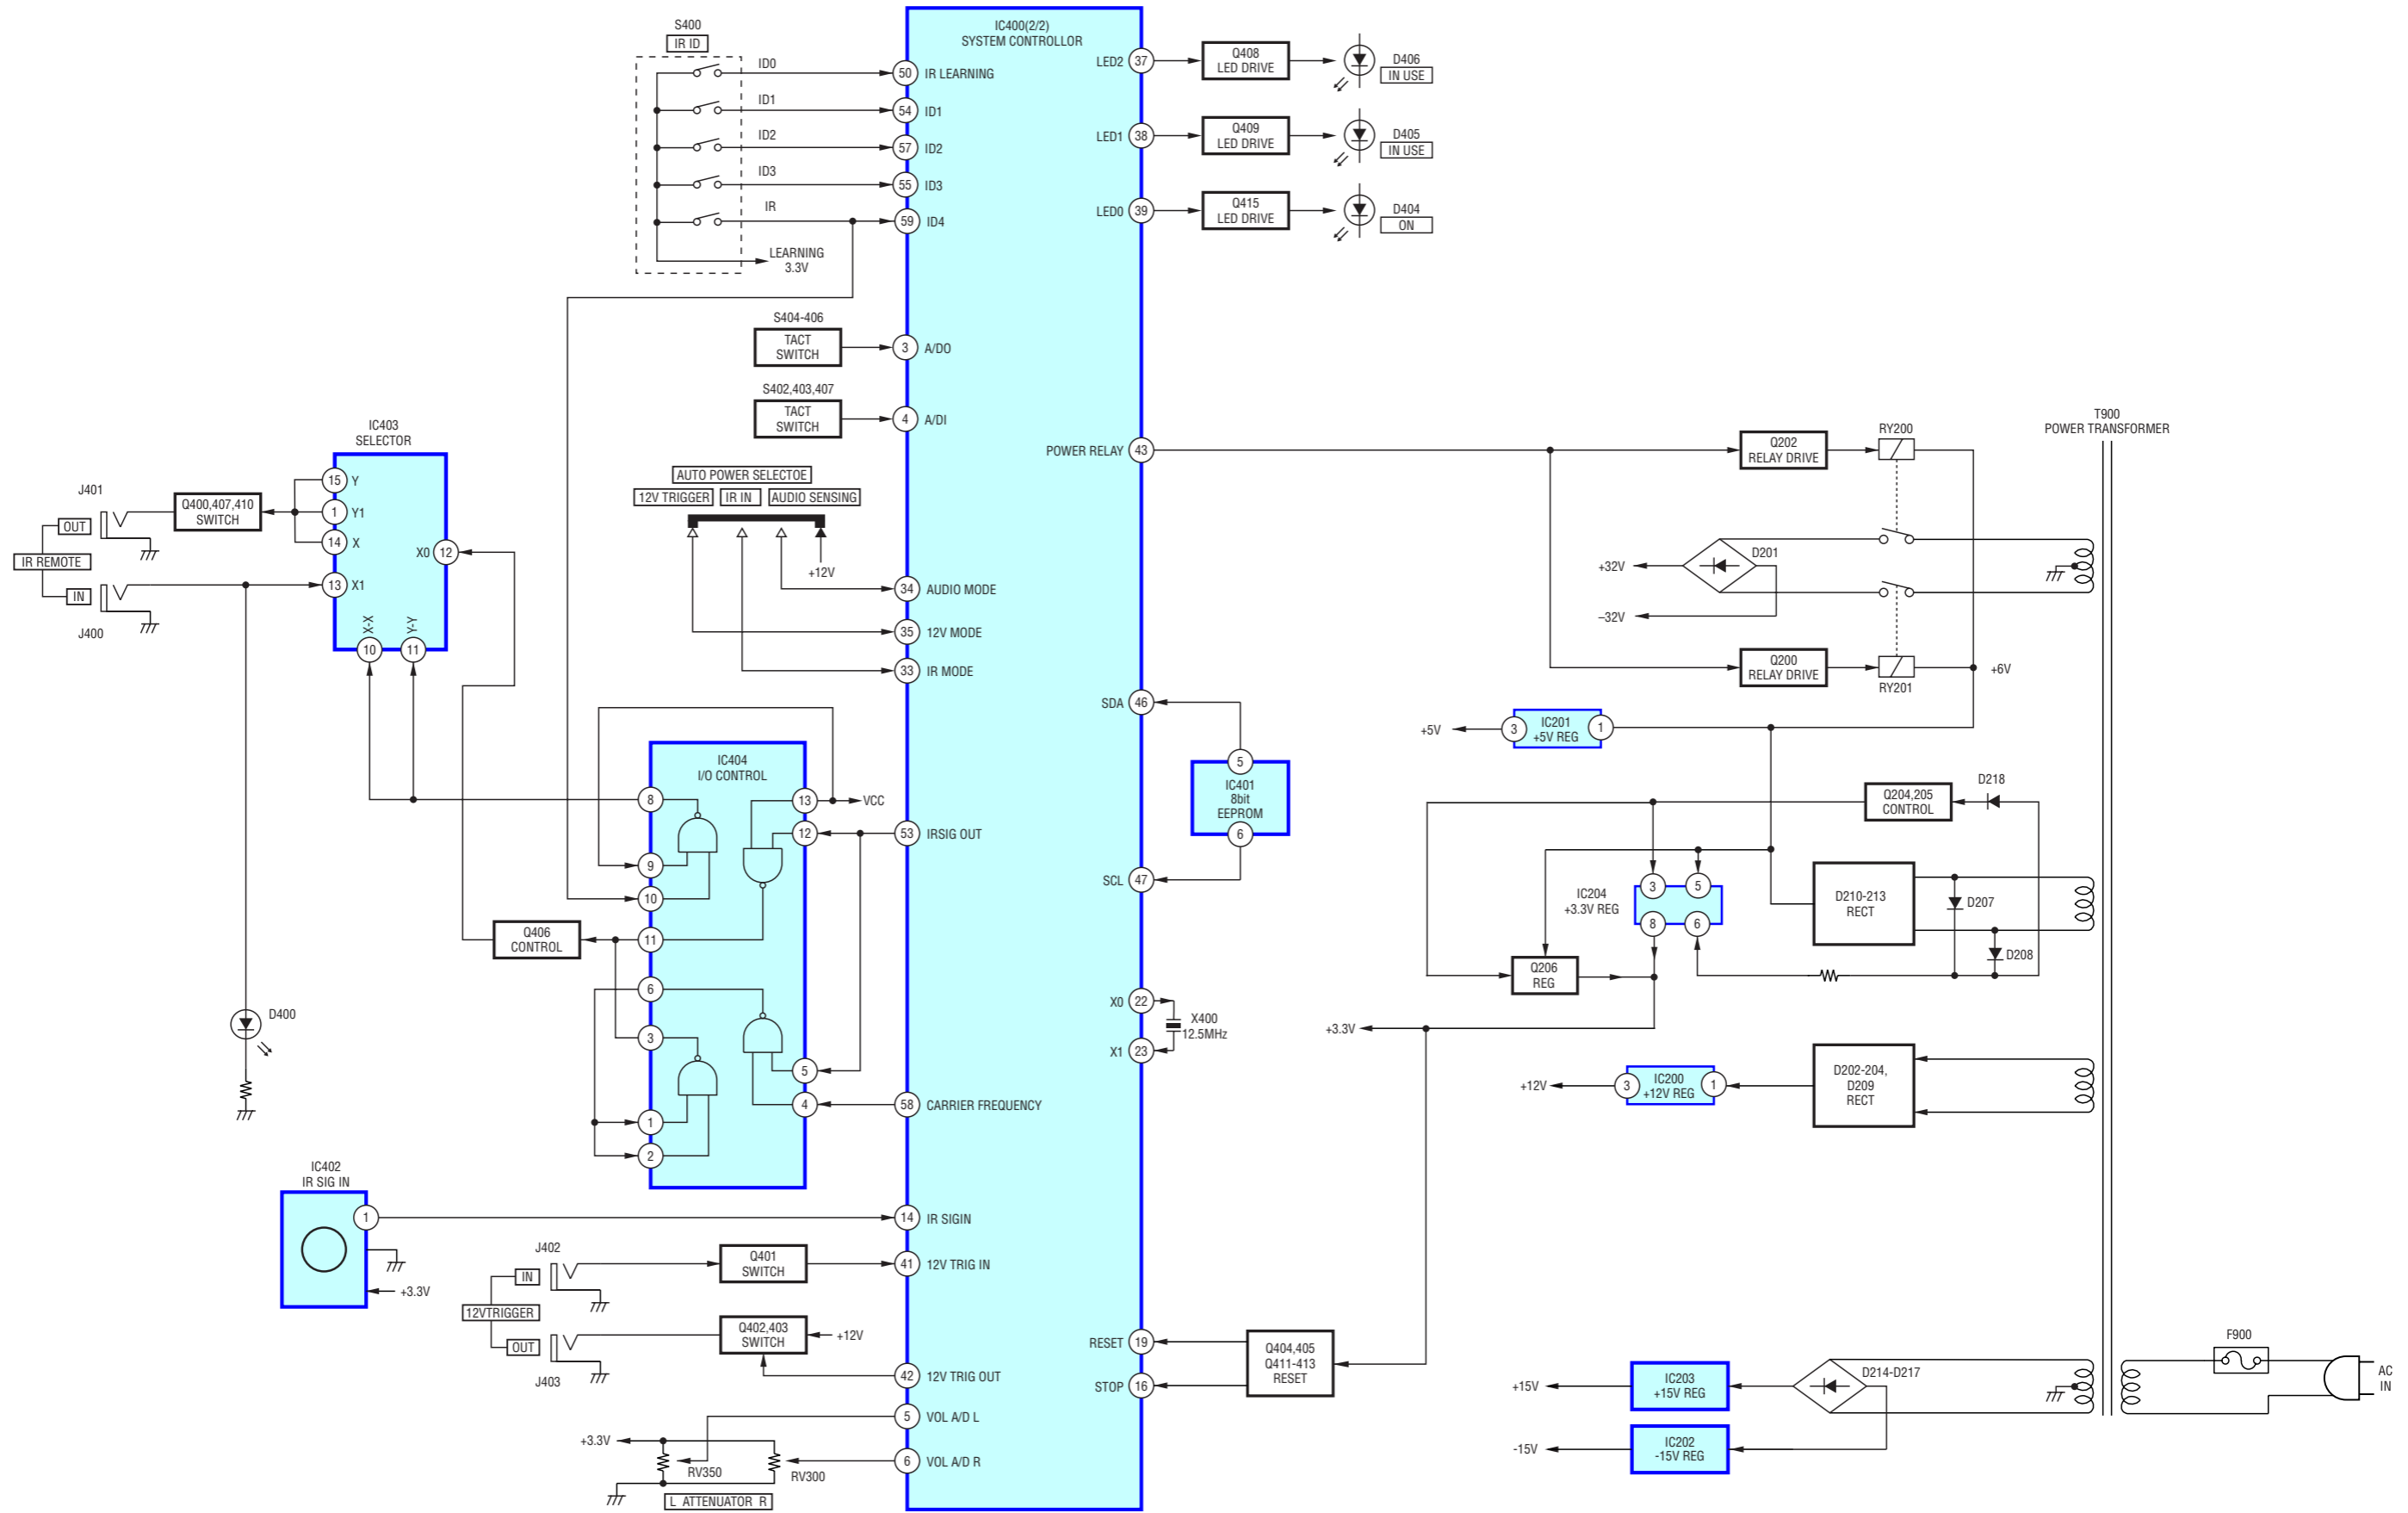 S400
IR ID
ID0
ID1
ID2
ID3
IR
LEARNING
3.3V
IC400(2/2)
SYSTEM CONTROLLOR
50 IR LEARNING
54 ID1
57 ID2
55 ID3
59 ID4
LED2 37
Q408
LED DRIVE
D406
IN USE
LED1 38
Q409
LED DRIVE
D405
IN USE
LED0 39
Q415
LED DRIVE
D404
ON
S404-406
TACT
SWITCH
3 A/DO
S402,403,407
TACT
SWITCH
4 A/DI
AUTO POWER SELECTOE
12V TRIGGER IR IN AUDIO SENSING
+12V
34 AUDIO MODE
35 12V MODE
33 IR MODE
IC403
SELECTOR
15 Y
1 Y1
14 X
X0 12
13 X1
X-X
Y-Y
10 11
J401
OUT
IR REMOTE
IN
J400
Q400,407,410
SWITCH
D400
IC404
I/O CONTROL
8
13 VCC
12
9
10
11
6
3
5
4
1
2
Q406
CONTROL
53 IRSIG OUT
58 CARRIER FREQUENCY
IC402
IR SIG IN
1
+3.3V
14 IR SIGIN
J402
IN
12VTRIGGER
OUT
J403
Q401
SWITCH
41 12V TRIG IN
Q402,403
SWITCH
+12V
42 12V TRIG OUT
5 VOL A/D L
6 VOL A/D R
+3.3V
RV350
RV300
L ATTENUATOR R
POWER RELAY 43
SDA 46
5
IC401
8bit
EEPROM
6
SCL 47
X0 22
X400
12.5MHz
X1 23
RESET 19
STOP 16
Q404,405
Q411-413
RESET
Q202
RELAY DRIVE
RY200
T900
POWER TRANSFORMER
D201
+32V
–32V
Q200
RELAY DRIVE
RY201
+6V
+5V
3 IC201 1
+5V REG
Q204,205
CONTROL
D218
IC204
+3.3V REG
3 5
8 6
D210-213
RECT
D207
D208
Q206
REG
+3.3V
+12V
3 IC200 1
+12V REG
D202-204,
D209
RECT
+15V
IC203
+15V REG
D214-D217
-15V
IC202
-15V REG
F900
AC
IN